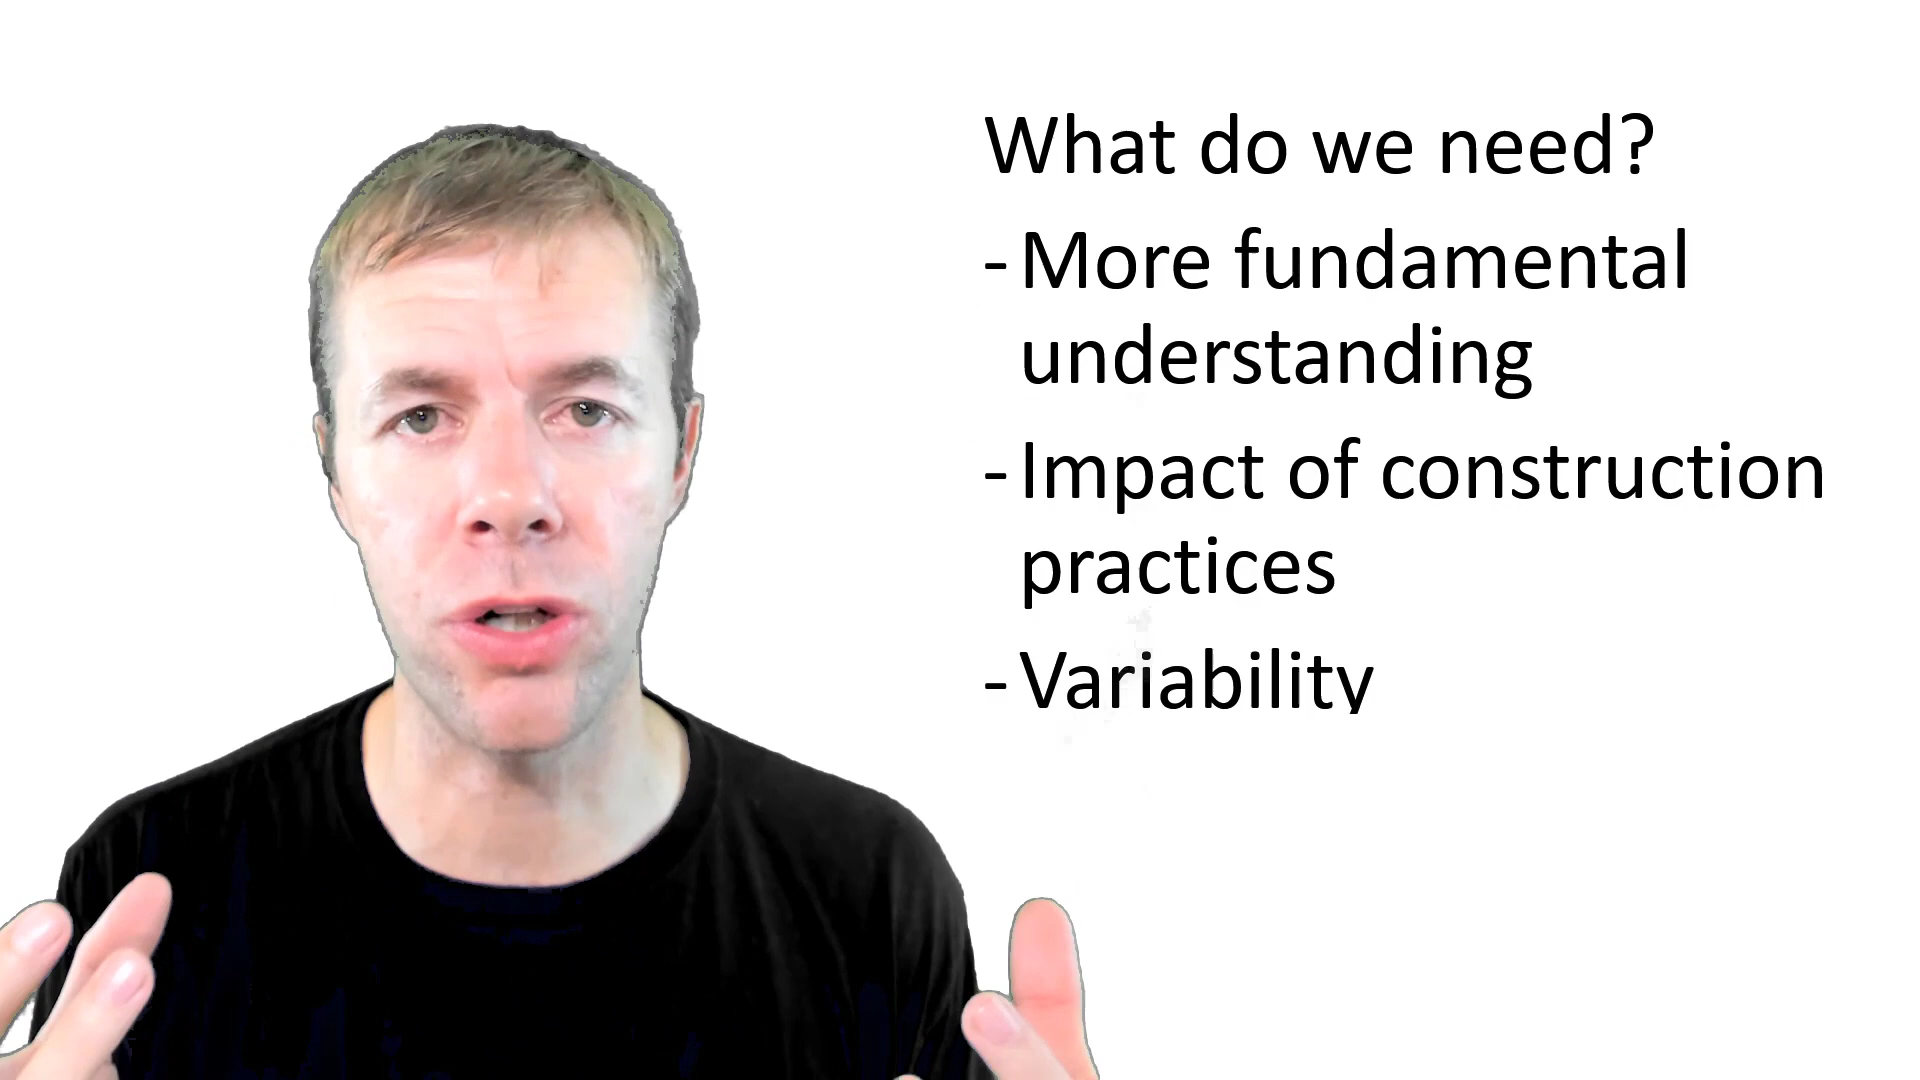 What do we need?
- More fundamental
understanding
- Impact of construction
practices
- Variability